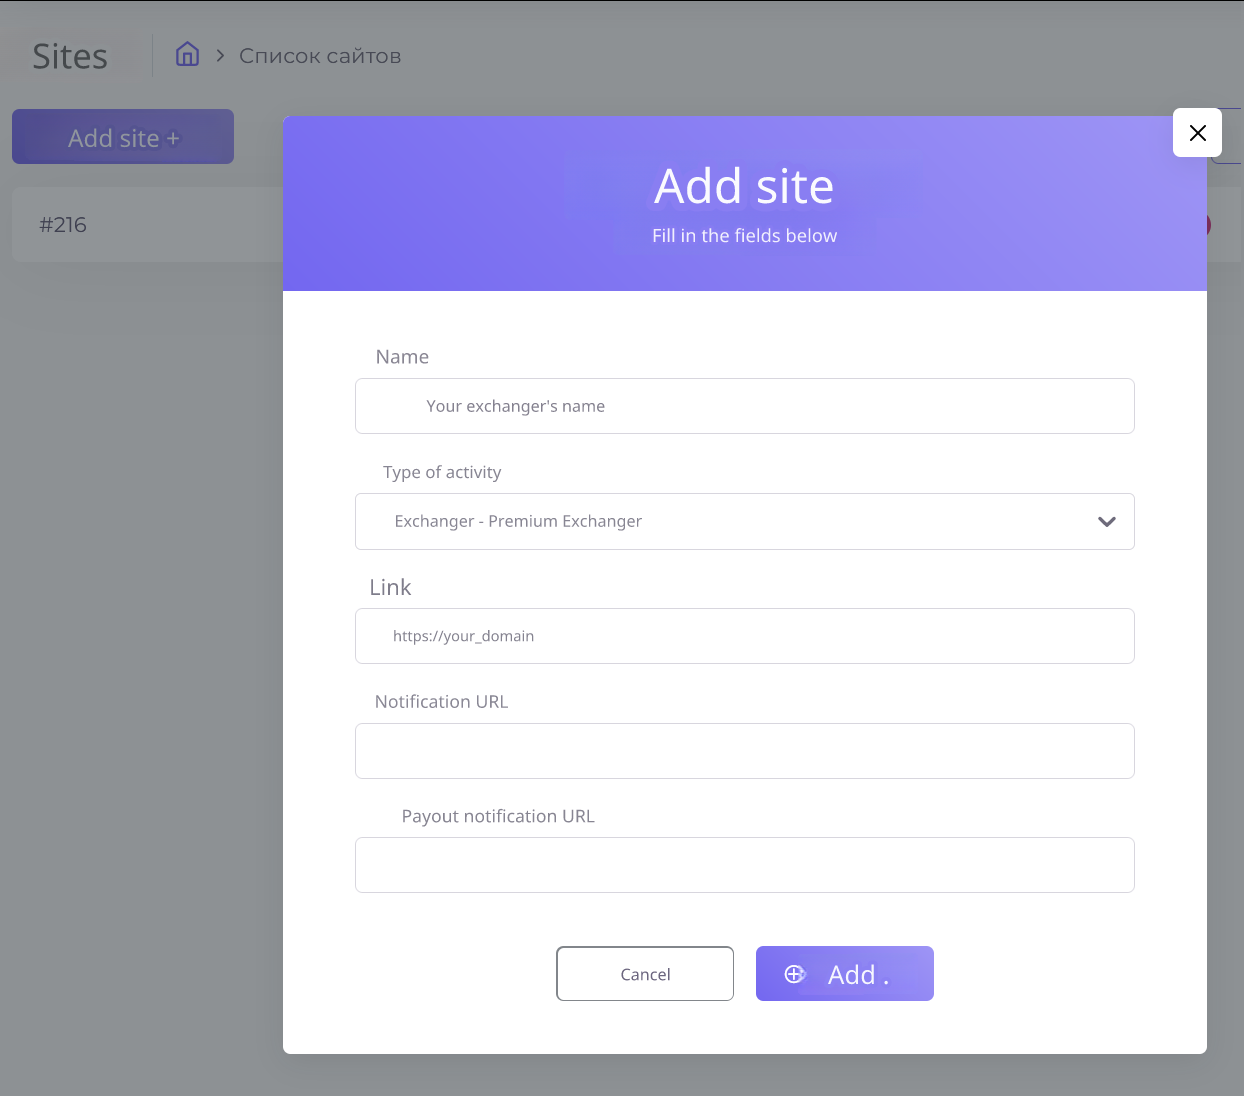 Sites
Список сайтов
Add site +
#216
Add site
Fill in the fields below
Name
Your exchanger's name
Type of activity
Exchanger - Premium Exchanger
Link
https://your_domain
Notification URL
Payout notification URL
Cancel
Add .